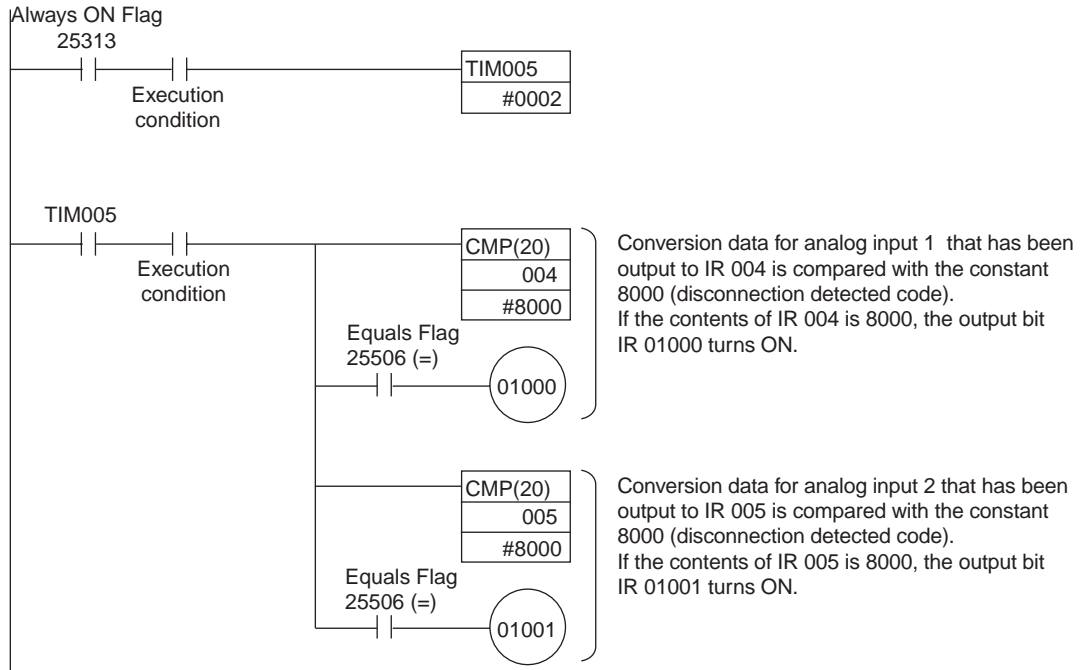 Always ON Flag
25313
Execution
condition
TIM005
#0002
TIM005
Execution
condition
CMP(20)
004
#8000
Equals Flag
25506 (=)
01000
Conversion data for analog input 1 that has been
output to IR 004 is compared with the constant
8000 (disconnection detected code).
If the contents of IR 004 is 8000, the output bit
IR 01000 turns ON.
CMP(20)
005
#8000
Equals Flag
25506 (=)
01001
Conversion data for analog input 2 that has been
output to IR 005 is compared with the constant
8000 (disconnection detected code).
If the contents of IR 005 is 8000, the output bit
IR 01001 turns ON.